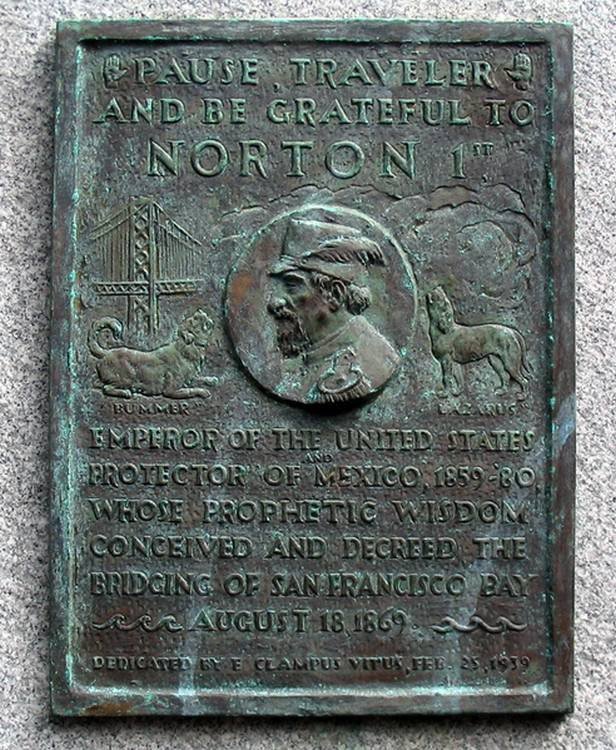 PAUSE, TRAVELER
AND BE GRATEFUL TO
NORTON 1ST
BUMMER
LAZARUS
EMPEROR OF THE UNITED STATES
AND
PROTECTOR OF MEXICO, 1859-80,
WHOSE PROPHETIC WISDOM
CONCEIVED AND DECREED THE
BRIDGING OF SAN FRANCISCO BAY
AUGUST 18, 1869.
DEDICATED BY E CLAMPUS VITUS, FEB. 25, 1939